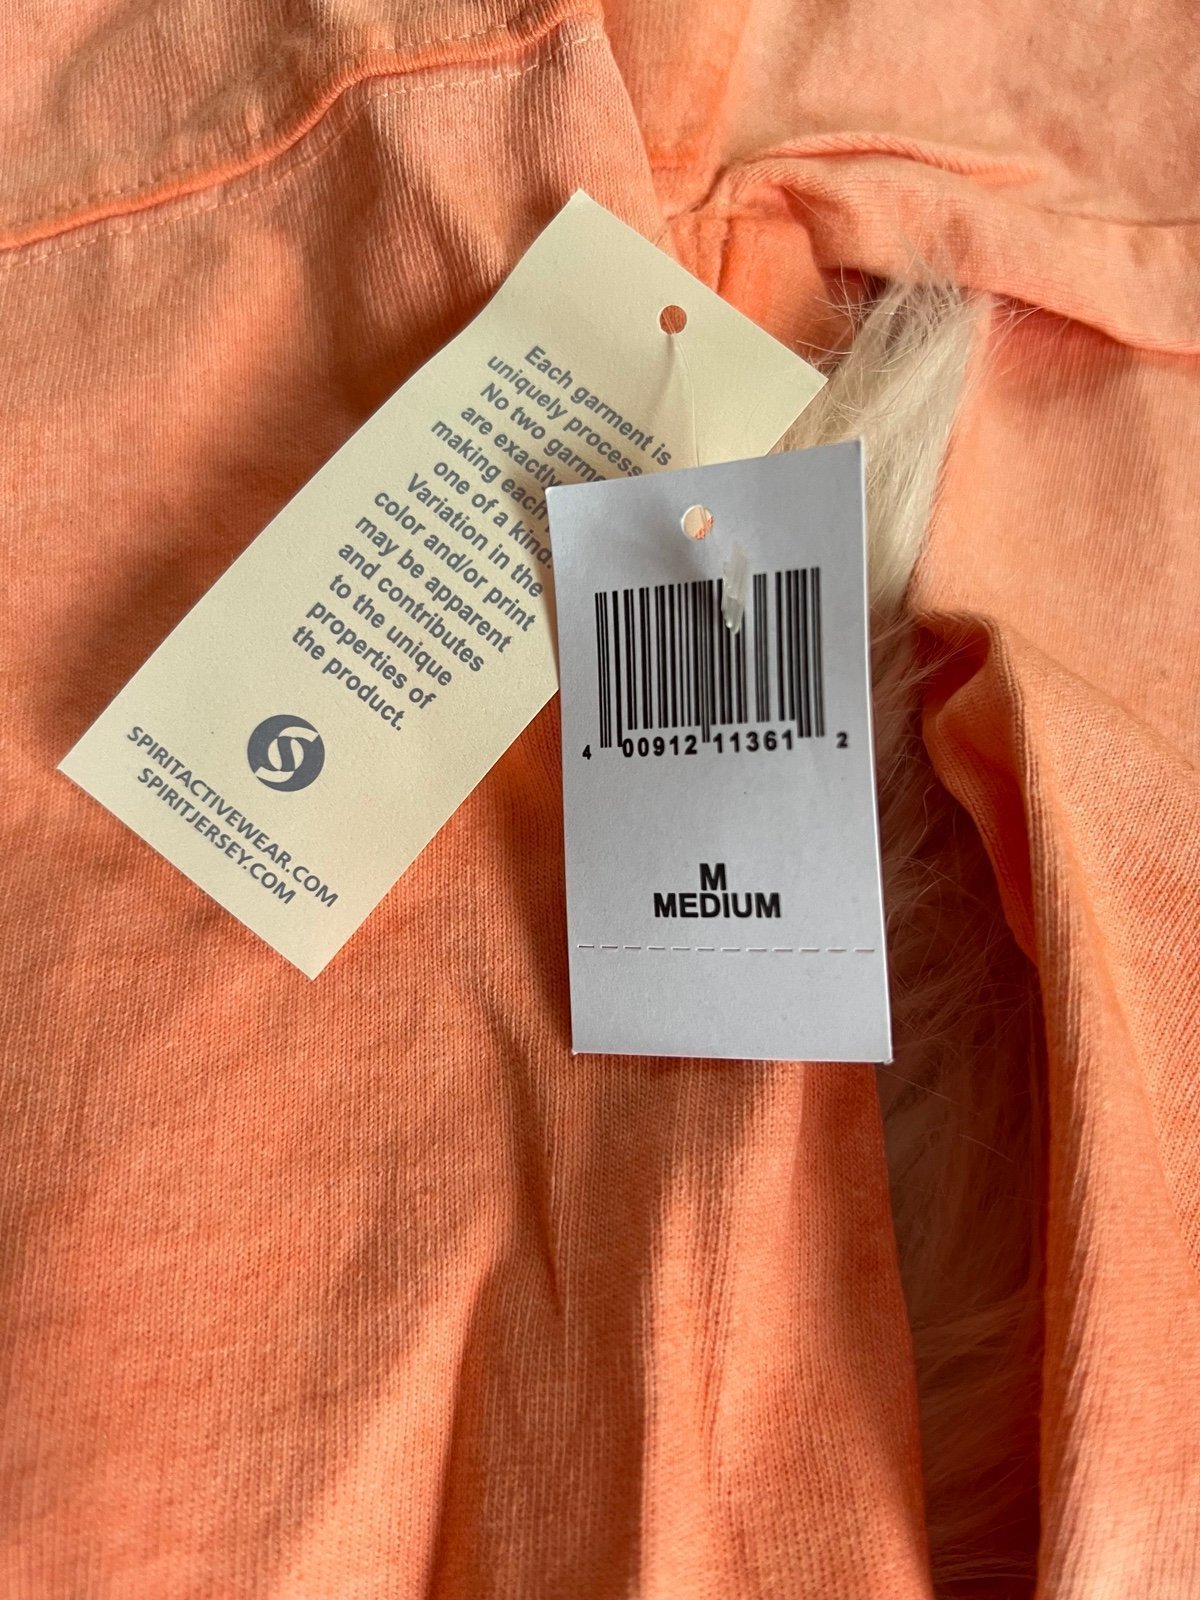 Each garment is
uniquely
No two
are exactly
making each
one of a kind.
Variation in the
color and/or print
may be apparent
and contributes
to the unique
properties of
the product.
SPIRITACTIVEWEAR.COM
SPIRITJERSEY.COM
4 00912 11361 2
M
MEDIUM